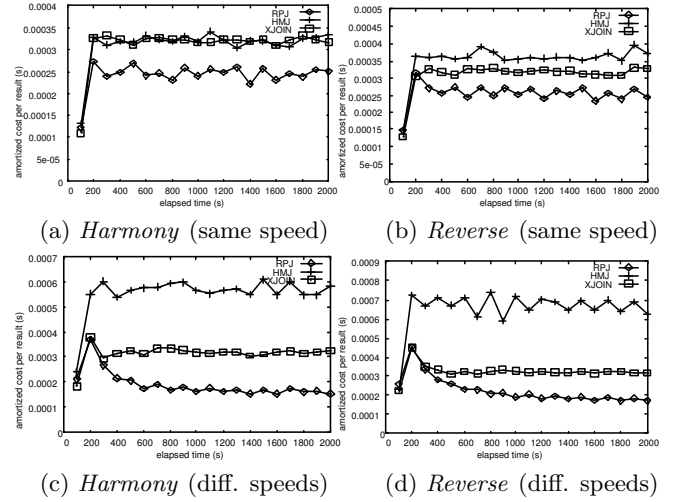 0.0004
0.00035
0.0003
0.00025
0.0002
0.00015
0.0001
5e-05
0
amortized cost per result (s)
RPJ
HMJ
XJOIN
0 200 400 600 800 1000 1200 1400 1600 1800 2000
elapsed time (s)
(a) Harmony (same speed)
0.0005
0.00045
0.0004
0.00035
0.0003
0.00025
0.0002
0.00015
0.0001
5e-05
0
amortized cost per result (s)
RPJ
HMJ
XJOIN
0 200 400 600 800 1000 1200 1400 1600 1800 2000
elapsed time (s)
(b) Reverse (same speed)
0.0007
0.0006
0.0005
0.0004
0.0003
0.0002
0.0001
0
amortized cost per result (s)
RPJ
HMJ
XJOIN
0 200 400 600 800 1000 1200 1400 1600 1800 2000
elapsed time (s)
(c) Harmony (diff. speeds)
0.0009
0.0008
0.0007
0.0006
0.0005
0.0004
0.0003
0.0002
0.0001
0
amortized cost per result (s)
RPJ
HMJ
XJOIN
0 200 400 600 800 1000 1200 1400 1600 1800 2000
elapsed time (s)
(d) Reverse (diff. speeds)